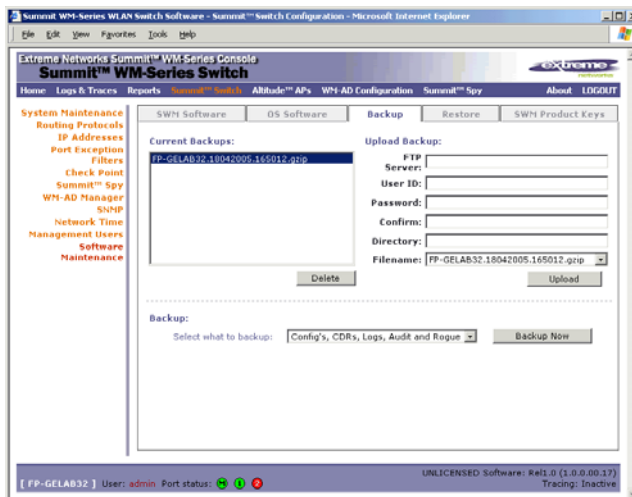 Summit WM-Series WLAN Switch Software - Summit™ Switch Configuration - Microsoft Internet Explorer
File Edit View Favorites Tools Help
Extreme Networks Summit™ WM-Series Console
Summit™ WM-Series Switch
extreme
networks
Home Logs & Traces Reports Summit™ Switch Altitude™ APs WM-AD Configuration Summit™ Spy About LOGOUT
System Maintenance
Routing Protocols
IP Addresses
Port Exception
Filters
Check Point
Summit™ Spy
WM-AD Manager
SNMP
Network Time
Management Users
Software
Maintenance
SWM Software OS Software Backup Restore SWM Product Keys
Current Backups:
FP-GELAB32.18042005.165012.gzip
Delete
Upload Backup:
FTP
Server:
User ID:
Password:
Confirm:
Directory:
Filename: FP-GELAB32.18042005.165012.gzip
Upload
Backup:
Select what to backup: Config's, CDRs, Logs, Audit and Rogue Backup Now
[ FP-GELAB32 ] User: admin Port status: M 1 2
UNLICENSED Software: Rel1.0 (1.0.0.00.17)
Tracing: Inactive